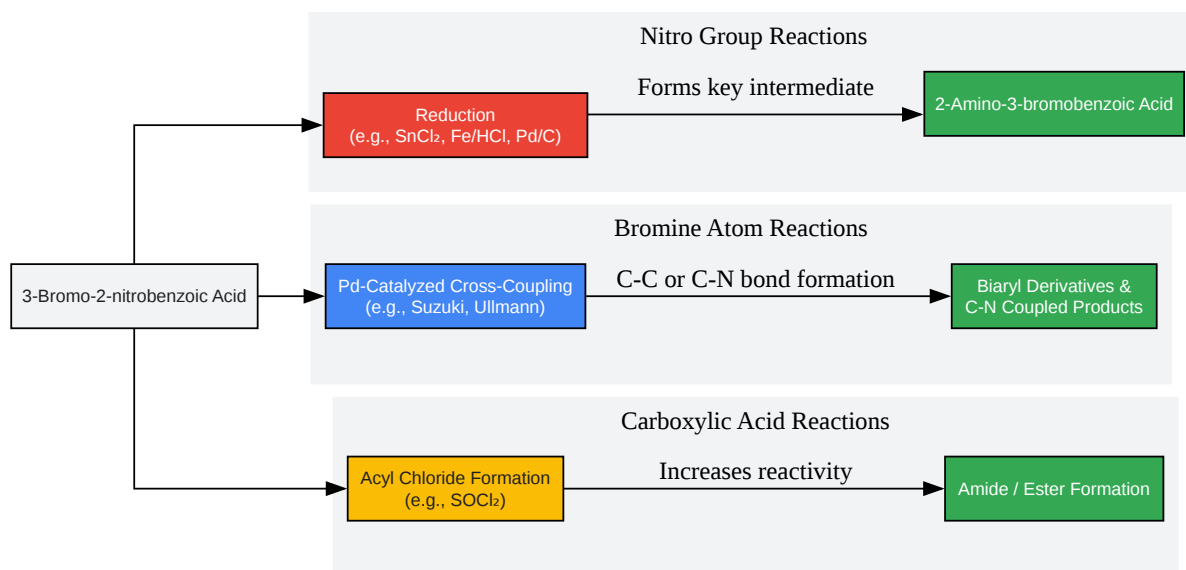 Nitro Group Reactions
Forms key intermediate
Reduction
(e.g., SnCl₂, Fe/HCl, Pd/C)
2-Amino-3-bromobenzoic Acid
Bromine Atom Reactions
3-Bromo-2-nitrobenzoic Acid
Pd-Catalyzed Cross-Coupling
(e.g., Suzuki, Ullmann)
C-C or C-N bond formation
Biaryl Derivatives &
C-N Coupled Products
Carboxylic Acid Reactions
Acyl Chloride Formation
(e.g., SOCl₂)
Increases reactivity
Amide / Ester Formation